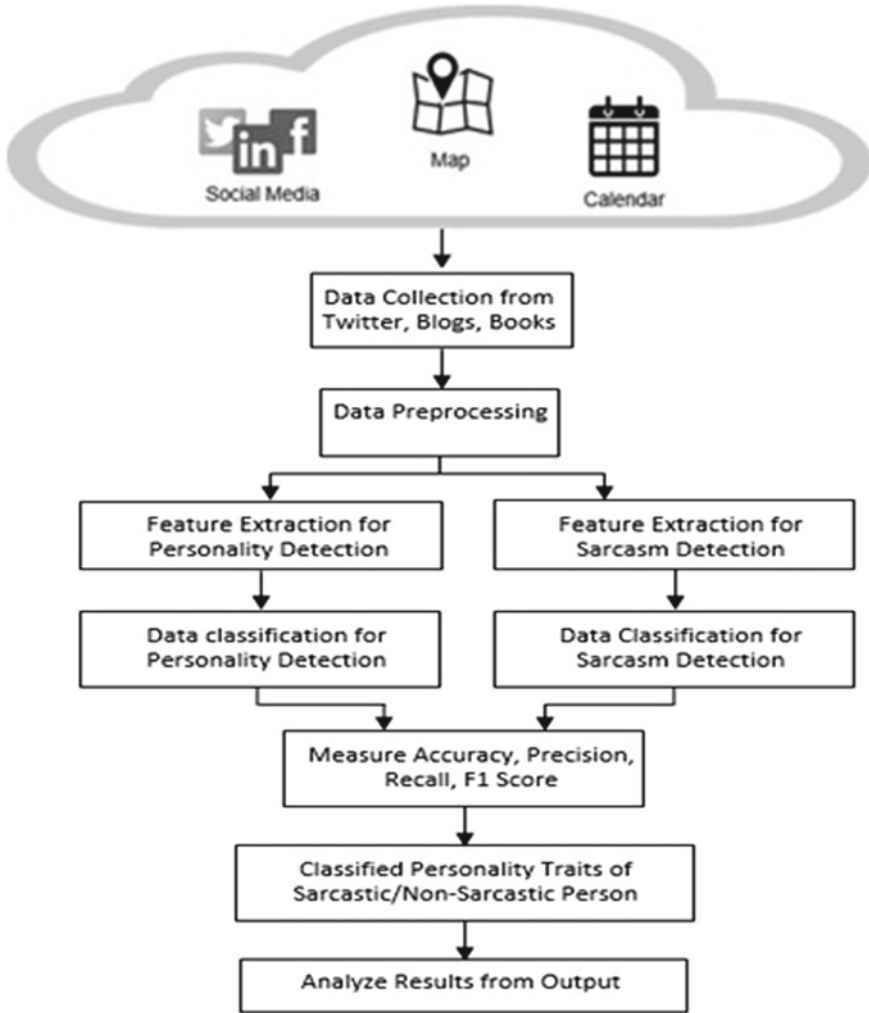 in f
Map
Social Media
Calendar
Data Collection from
Twitter, Blogs, Books
Data Preprocessing
Feature Extraction for
Personality Detection
Feature Extraction for
Sarcasm Detection
Data classification for
Personality Detection
Data Classification for
Sarcasm Detection
Measure Accuracy, Precision,
Recall, F1 Score
Classified Personality Traits of
Sarcastic/Non-Sarcastic Person
Analyze Results from Output